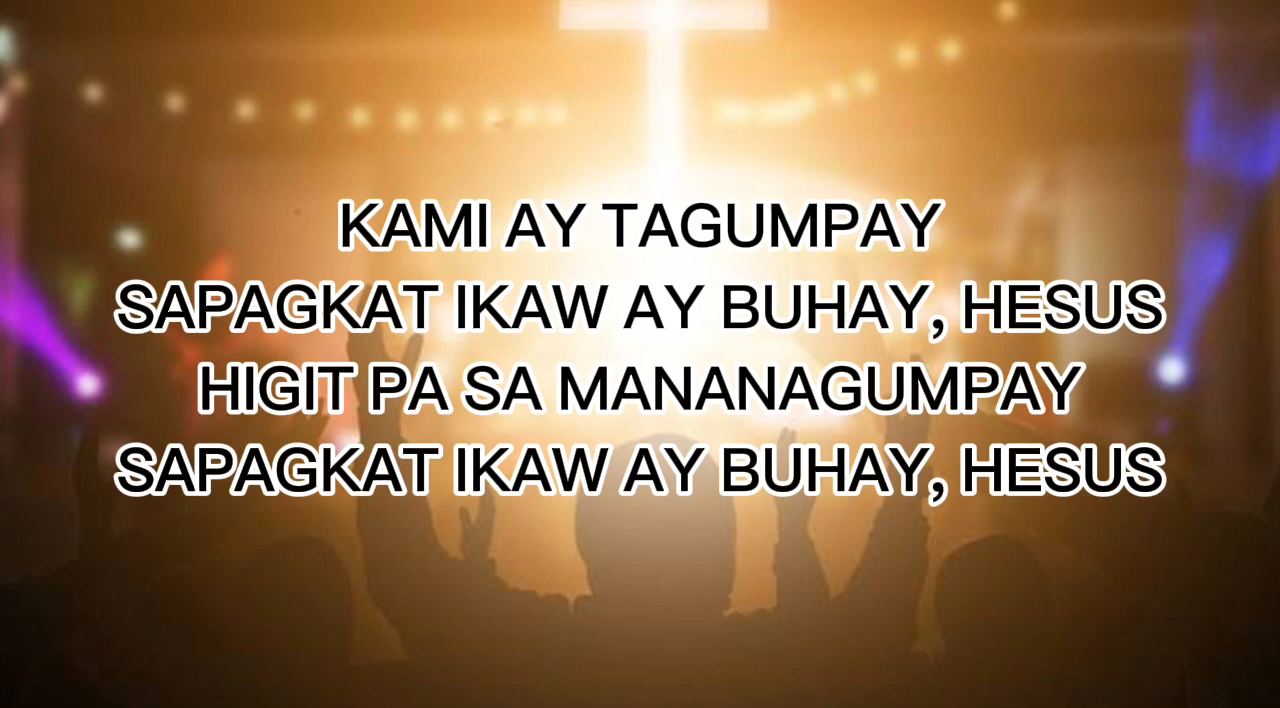 KAMI AY TAGUMPAY
SAPAGKAT IKAW AY BUHAY, HESUS
HIGIT PA SA MANANAGUMPAY
SAPAGKAT IKAW AY BUHAY, HESUS